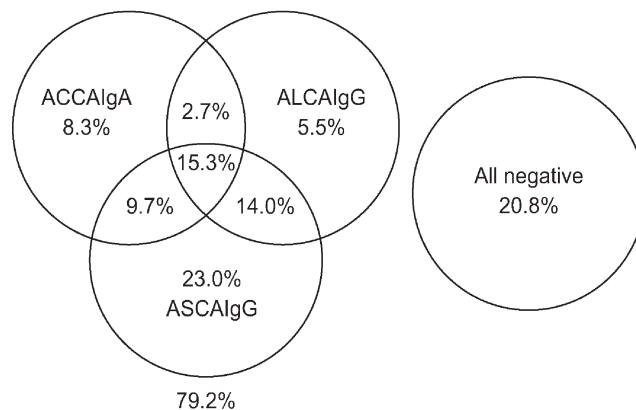 ACCAIgA
8.3%
2.7%
ALCAIgG
5.5%
15.3%
9.7%
14.0%
23.0%
ASCAIgG
79.2%
All negative
20.8%